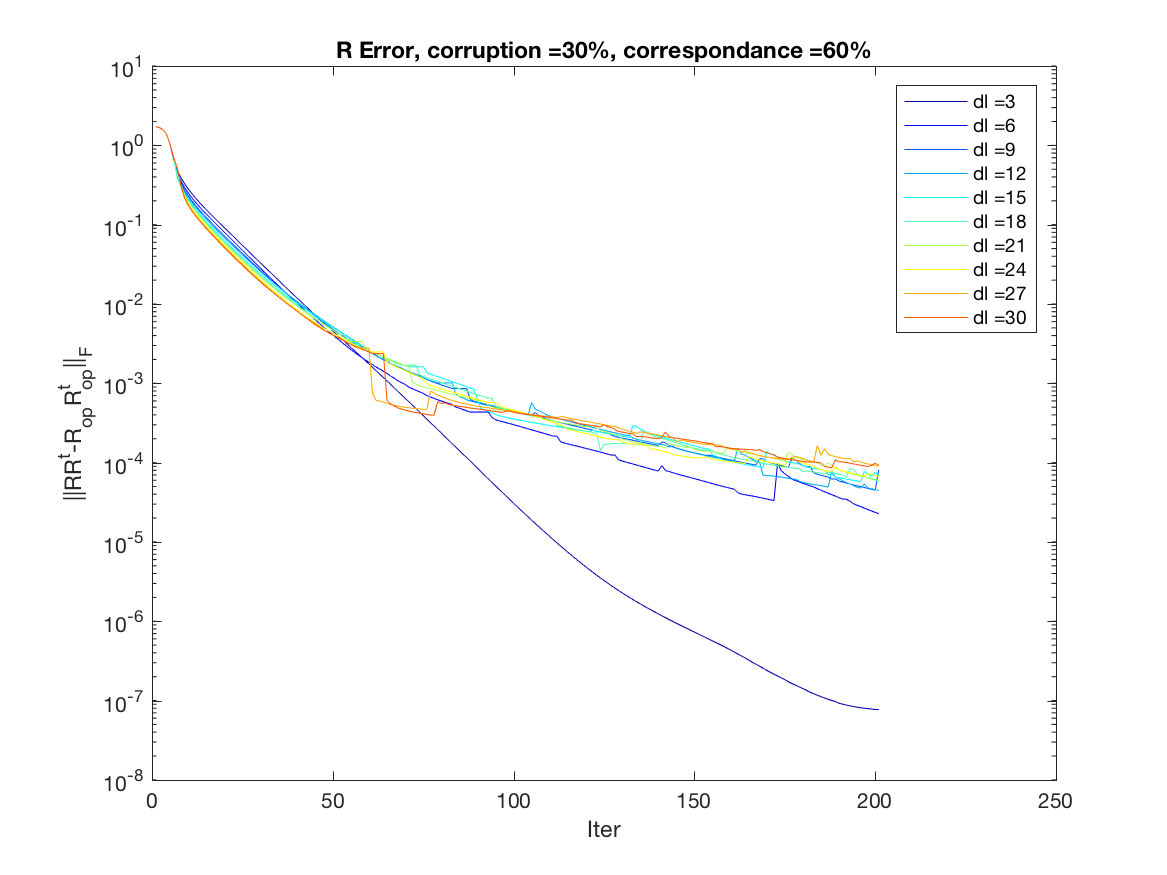 R Error, corruption =30%, correspondance =60%
10^1
10^0
10^-1
10^-2
10^-3
10^-4
10^-5
10^-6
10^-7
10^-8
||RR^t-R_op R^t_op||_F
0 50 100 150 200 250
Iter
dl =3
dl =6
dl =9
dl =12
dl =15
dl =18
dl =21
dl =24
dl =27
dl =30